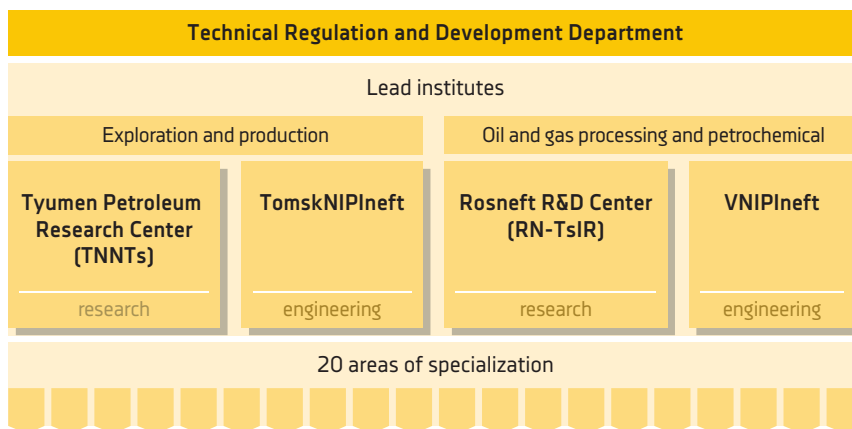 Technical Regulation and Development Department
Lead institutes
Exploration and production
Oil and gas processing and petrochemical
Tyumen Petroleum
Research Center
(TNNTs)
research
TomskNIPIneft
engineering
Rosneft R&D Center
(RN-TsIR)
research
VNIPIneft
engineering
20 areas of specialization